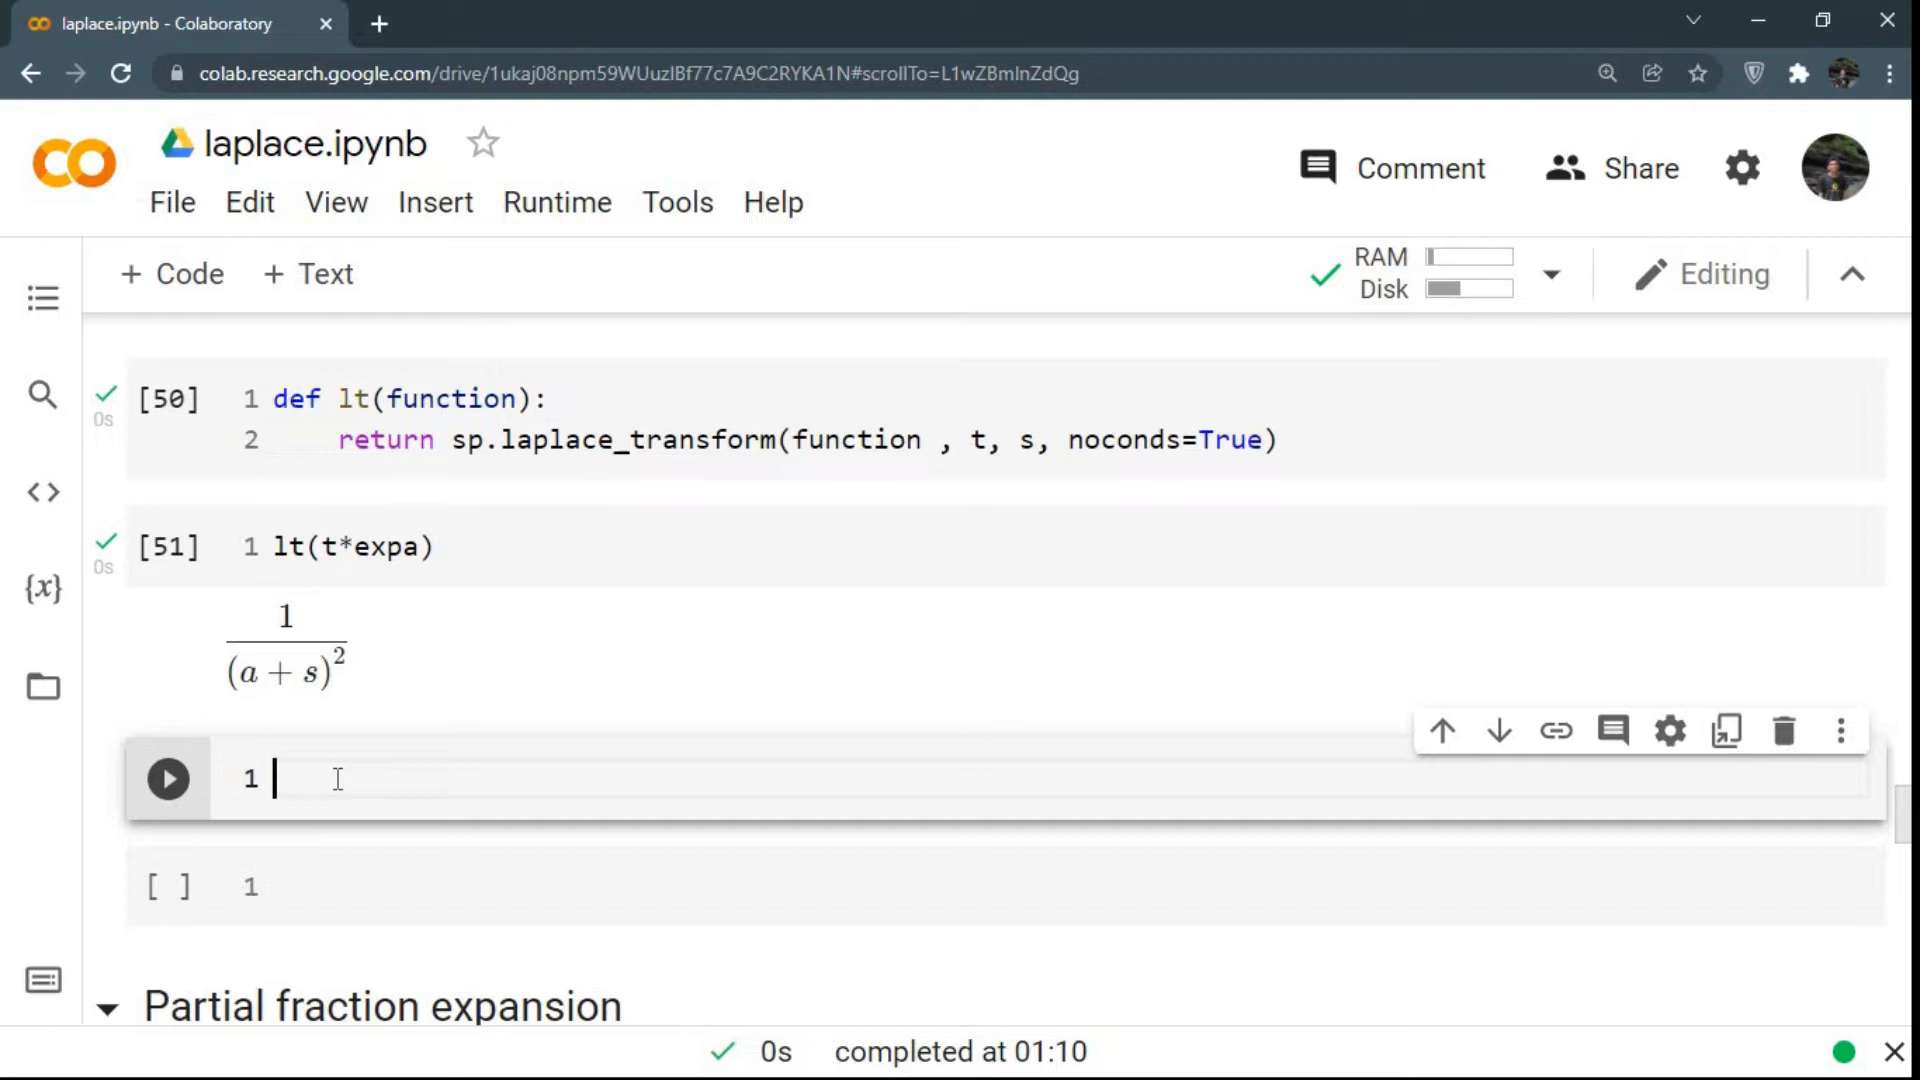 laplace.ipynb - Colaboratory
colab.research.google.com/drive/1ukaj08npm59WUuzIBf77c7A9C2RYKA1N#scrollTo=L1wZBmInZdQg
laplace.ipynb
Comment
Share
File Edit View Insert Runtime Tools Help
+ Code + Text
RAM
Disk
Editing
[50] 1 def lt(function):
0s 2 return sp.laplace_transform(function , t, s, noconds=True)
[51] 1 lt(t*expa)
0s
1
(a + s)²
{x}
1
[ ] 1
Partial fraction expansion
0s completed at 01:10